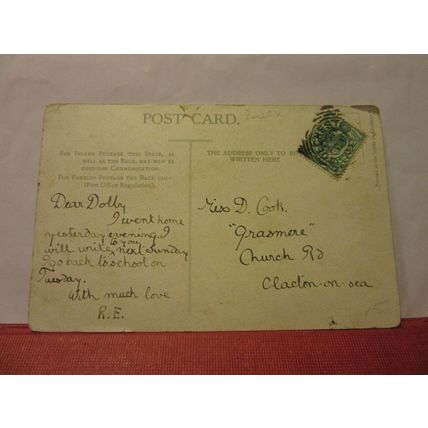 POST CARD.
FOR INLAND POSTAGE THIS SPACE, AS
WELL AS THE BACK, MAY NOW BE
USED FOR COMMUNICATION.
FOR FOREIGN POSTAGE THE BACK ONLY
(Post Office Regulation).
THE ADDRESS ONLY TO BE
WRITTEN HERE
Dear Dolby
I went home
yesterday evening. I
will write to you next Sunday
I go back to school on
Tuesday.
With much love
R.E.
Miss D. Cook.
"Grasmere"
Church Rd
Clacton-on-sea